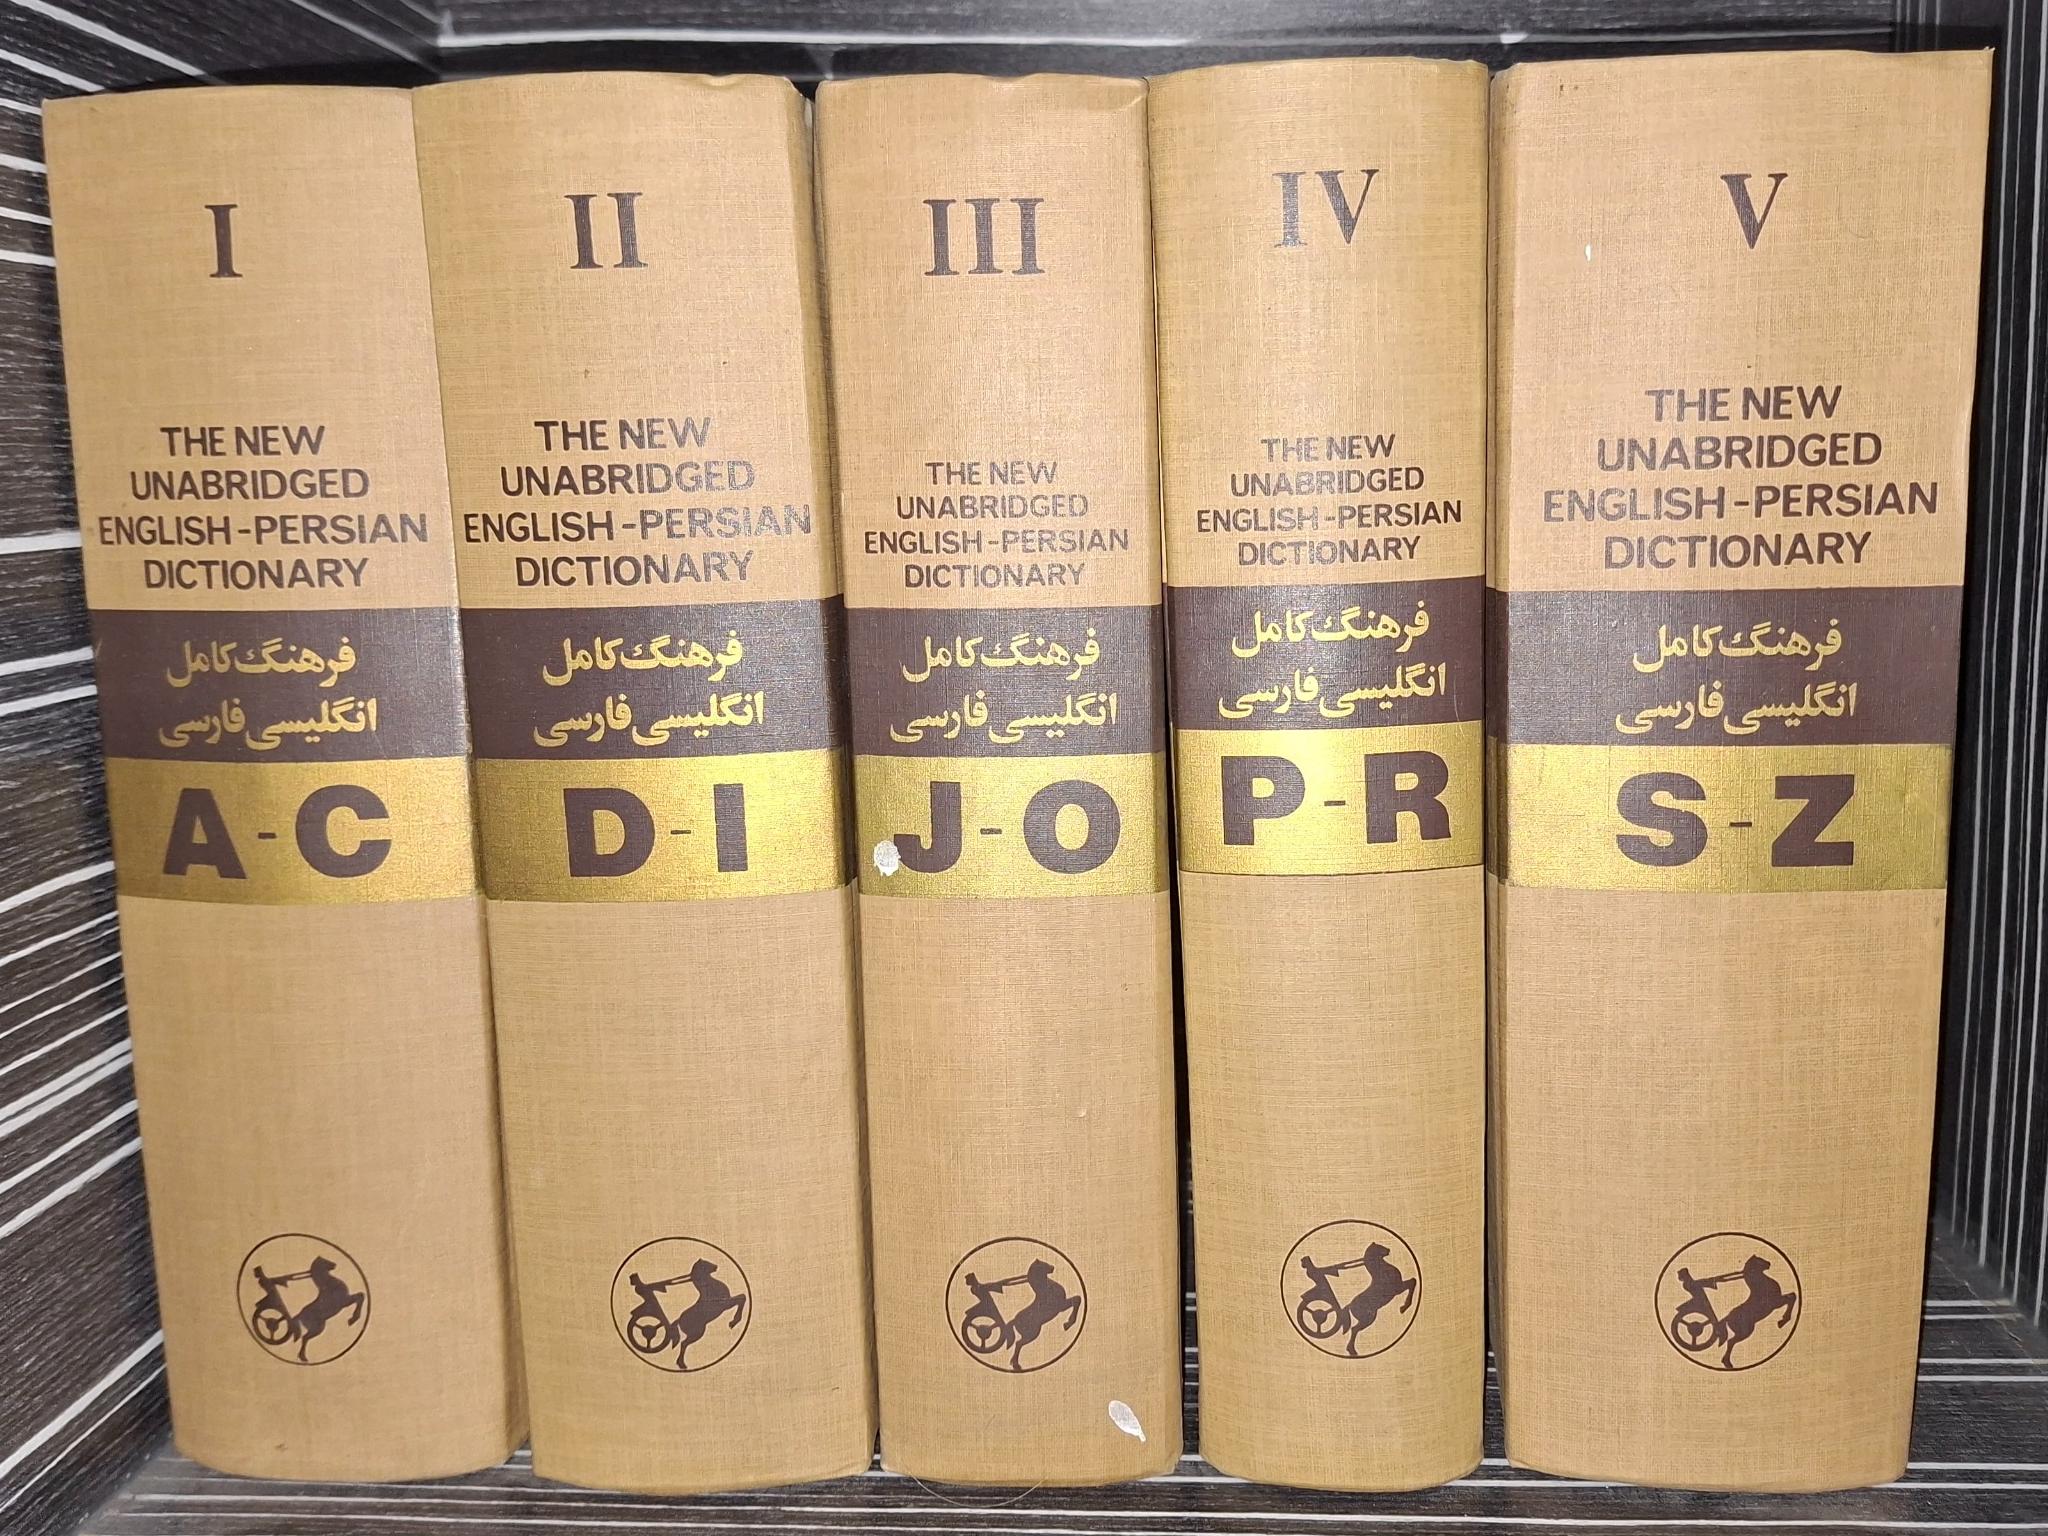 I
THE NEW
UNABRIDGED
ENGLISH-PERSIAN
DICTIONARY
فرهنگ کامل
انگلیسی فارسی
A-C
II
THE NEW
UNABRIDGED
ENGLISH-PERSIAN
DICTIONARY
فرهنگ کامل
انگلیسی فارسی
D-I
III
THE NEW
UNABRIDGED
ENGLISH-PERSIAN
DICTIONARY
فرهنگ کامل
انگلیسی فارسی
J-O
IV
THE NEW
UNABRIDGED
ENGLISH-PERSIAN
DICTIONARY
فرهنگ کامل
انگلیسی فارسی
P-R
V
THE NEW
UNABRIDGED
ENGLISH-PERSIAN
DICTIONARY
فرهنگ کامل
انگلیسی فارسی
S-Z